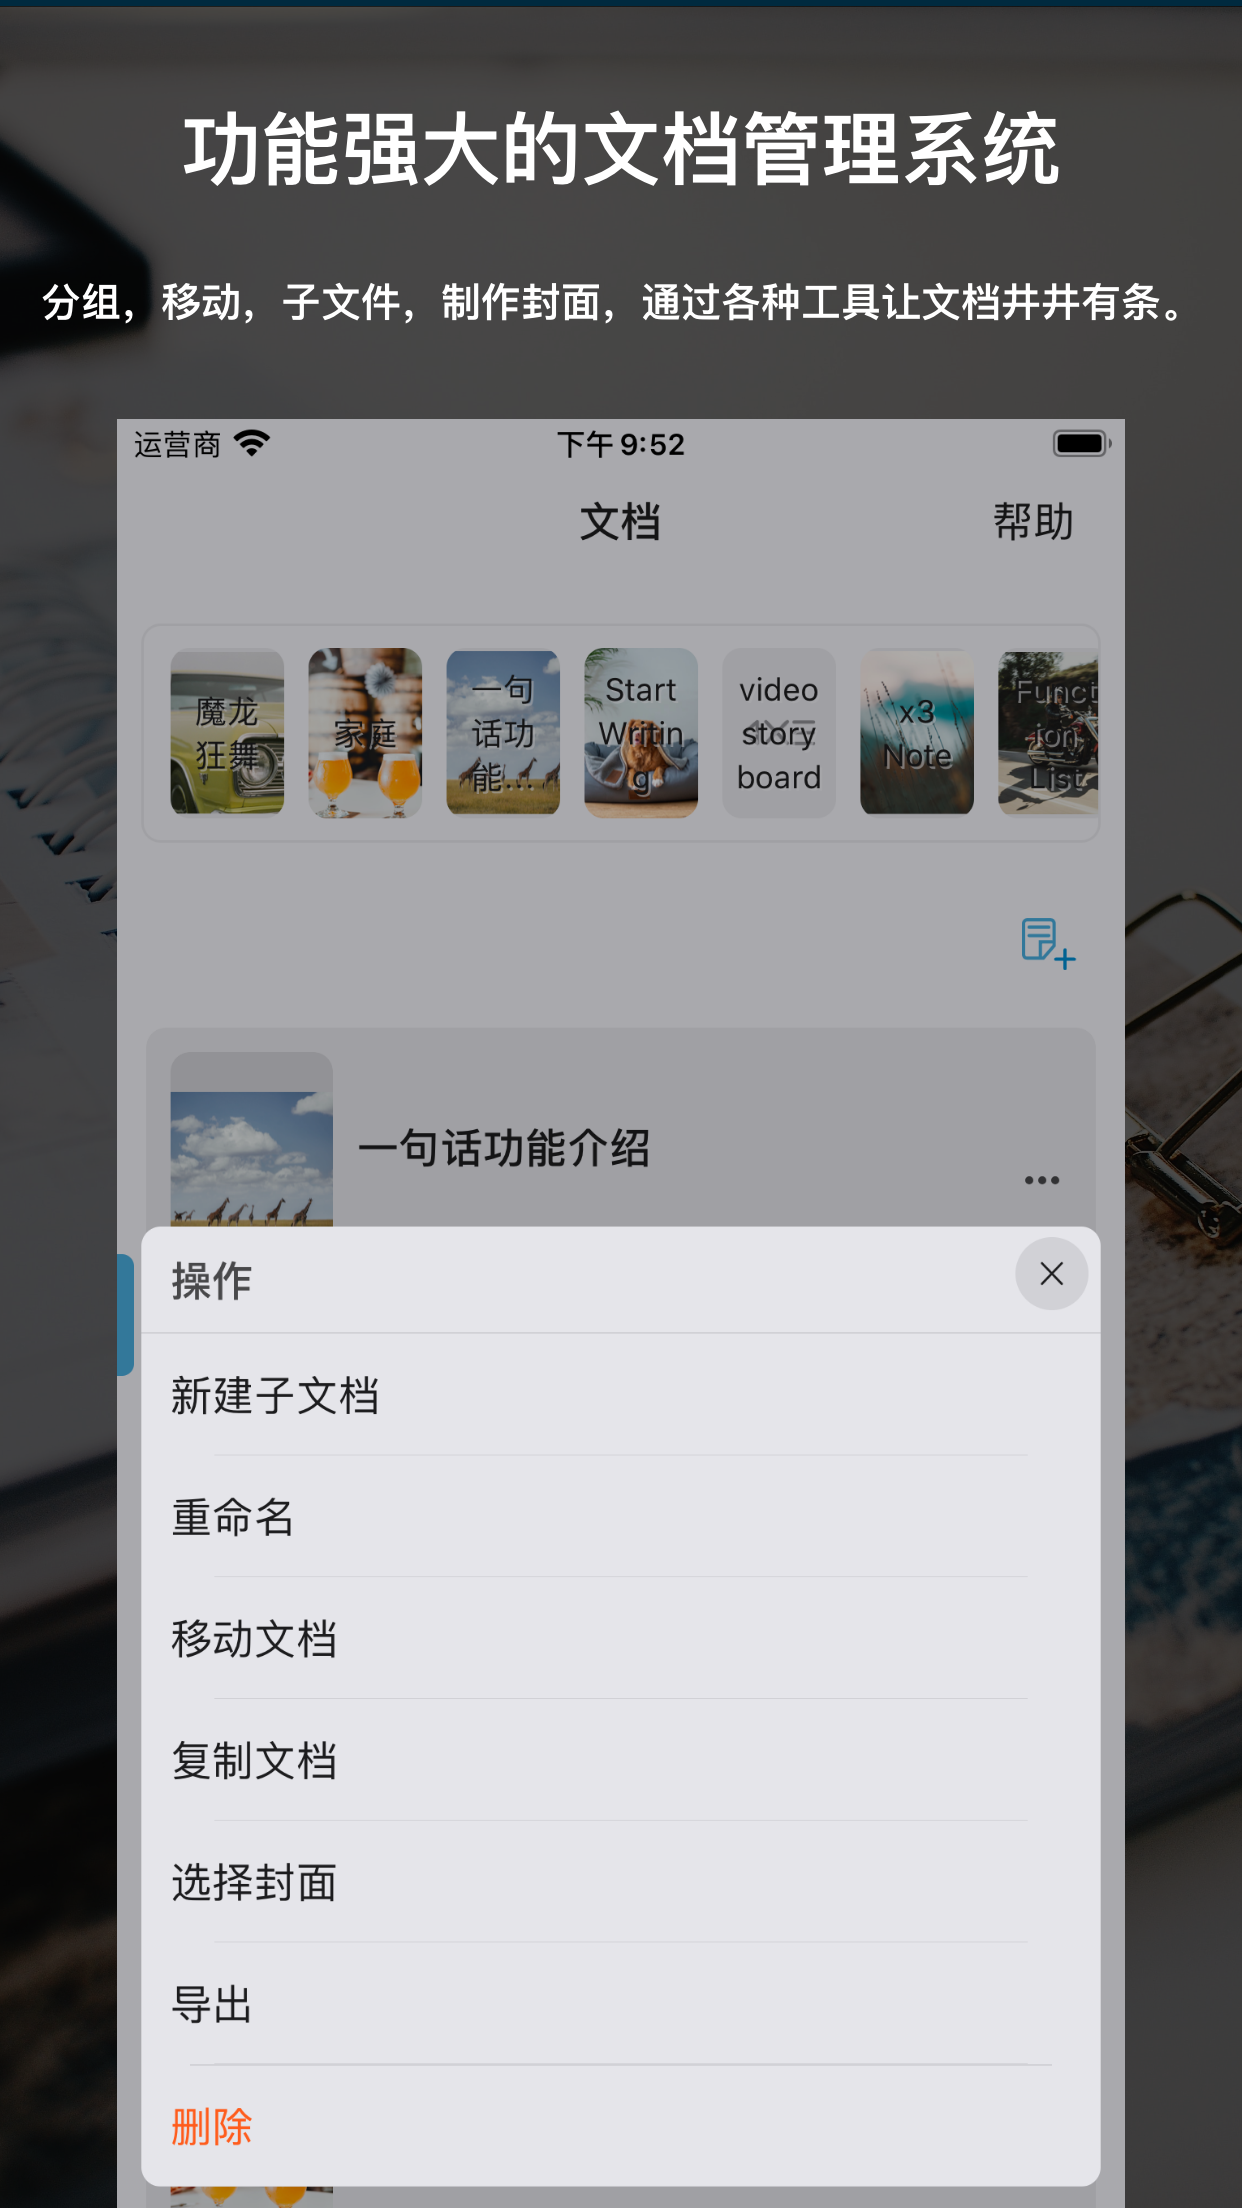 功能强大的文档管理系统
分组，移动，子文件，制作封面，通过各种工具让文档井井有条。
运营商
下午 9:52
文档
帮助
魔龙
狂舞
家庭
一句
话功
能...
Start
Writin
g
video
story
board
x3
Note
Funct
ion
List
一句话功能介绍
操作
新建子文档
重命名
移动文档
复制文档
选择封面
导出
删除